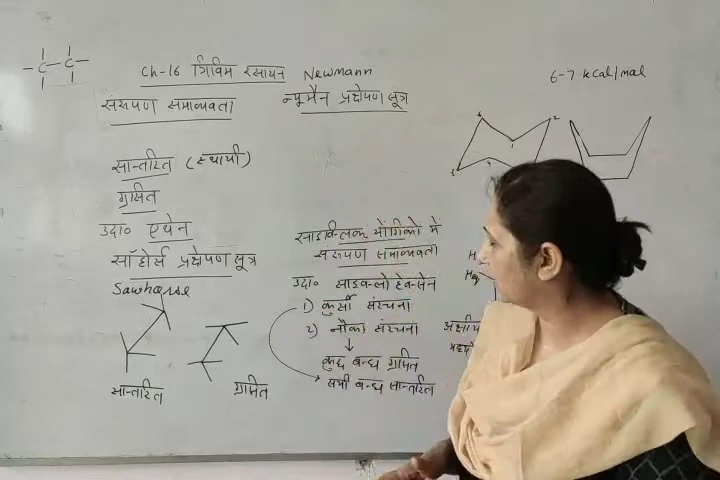 -C-C-
Ch-16 त्रिविम रसायन Newmann
6-7 kcal/mol
संरूपण समावयवता
न्यूमैन प्रक्षेपण सूत्र
सान्तरित (स्थायी)
ग्रसित
उदा० एथेन
सॉहोर्स प्रक्षेपण सूत्र
Sawhorse
सान्तरित
ग्रसित
साइक्लिक यौगिकों में
संरूपण समावयवता
उदा० साइक्लो हेक्सेन
1) कुर्सी संरचना
2) नौका संरचना
↓
कुछ बन्ध ग्रसित
सभी बन्ध सान्तरित
2
1